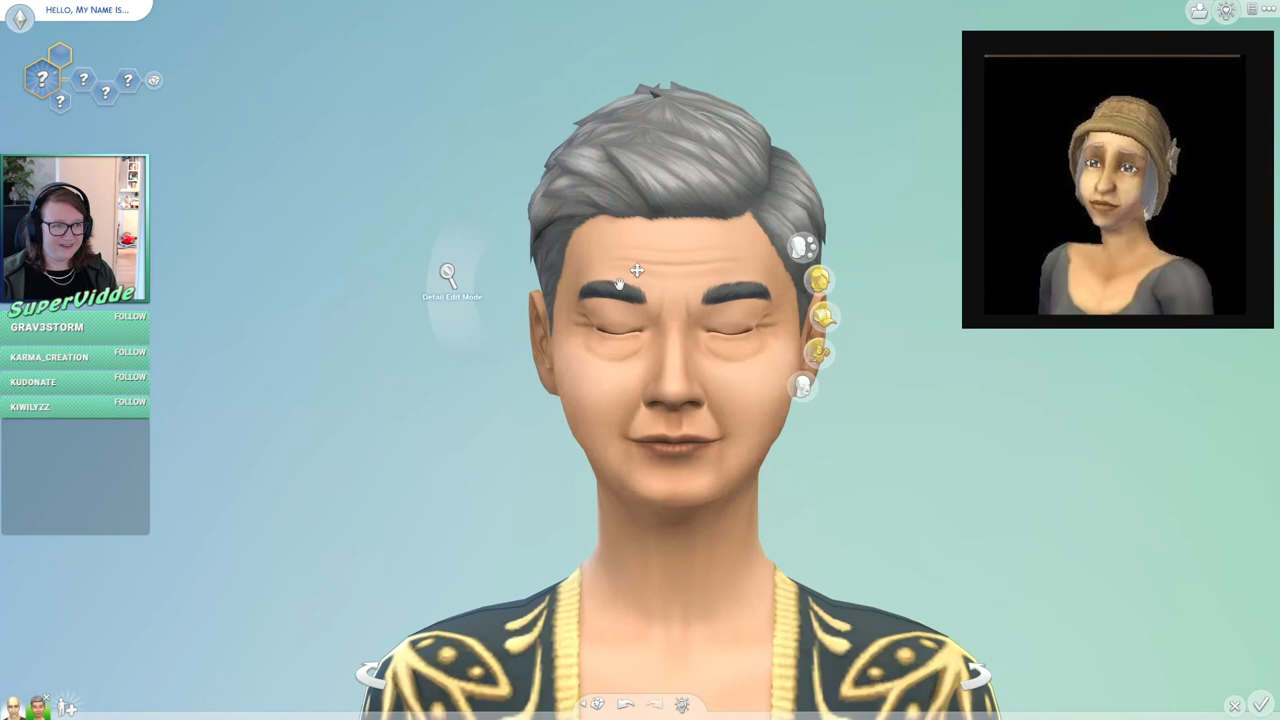 Hello, My Name Is...
?
?
?
?
?
Detail Edit Mode
SuperVidde
FOLLOW
GRAV3STORM
FOLLOW
KARMA_CREATION
FOLLOW
KUDONATE
FOLLOW
KIWILYZZ